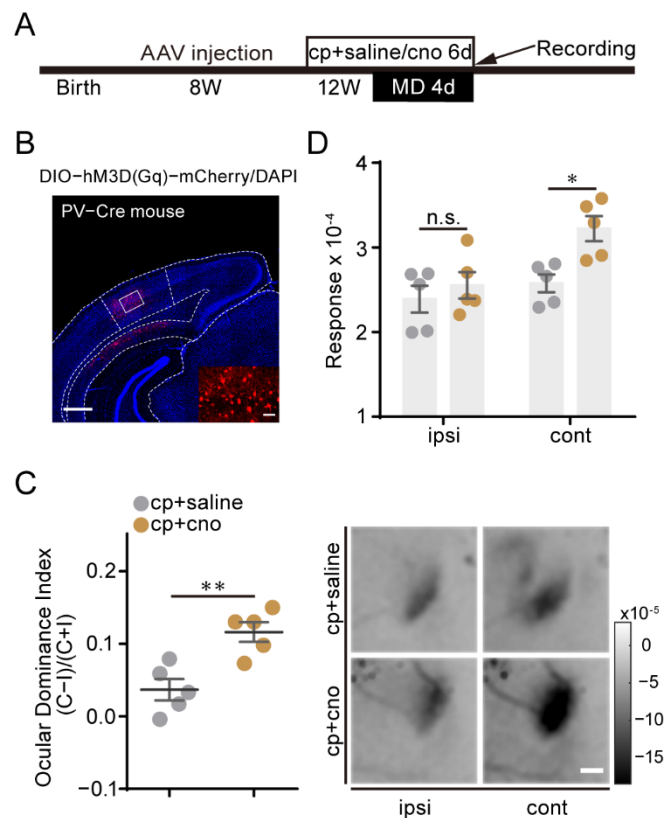 A
AAV injection
cp+saline/cno 6d
Recording
Birth
8W
12W
MD 4d
B
DIO−hM3D(Gq)−mCherry/DAPI
PV−Cre mouse
D
Response x 10⁻⁴
4
3
2
1
n.s.
*
ipsi
cont
C
cp+saline
cp+cno
Ocular Dominance Index
(C−I)/(C+I)
0.2
0.1
0.0
−0.1
**
cp+saline
cp+cno
ipsi
cont
x10⁻⁵
0
−5
−10
−15